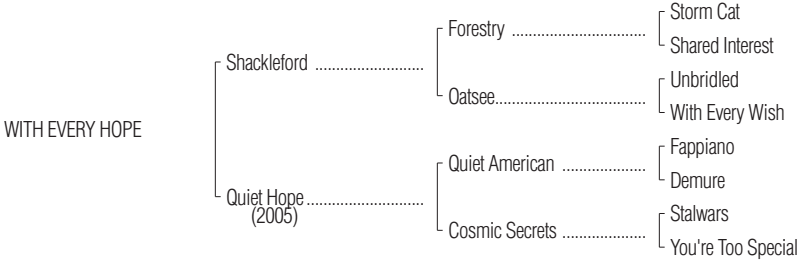 Storm Cat
Forestry ................................
Shared Interest
Shackleford ..........................
Unbridled
Oatsee....................................
With Every Wish
WITH EVERY HOPE
Fappiano
Quiet American ....................
Demure
Quiet Hope ............................
(2005)
Stalwars
Cosmic Secrets ....................
You're Too Special